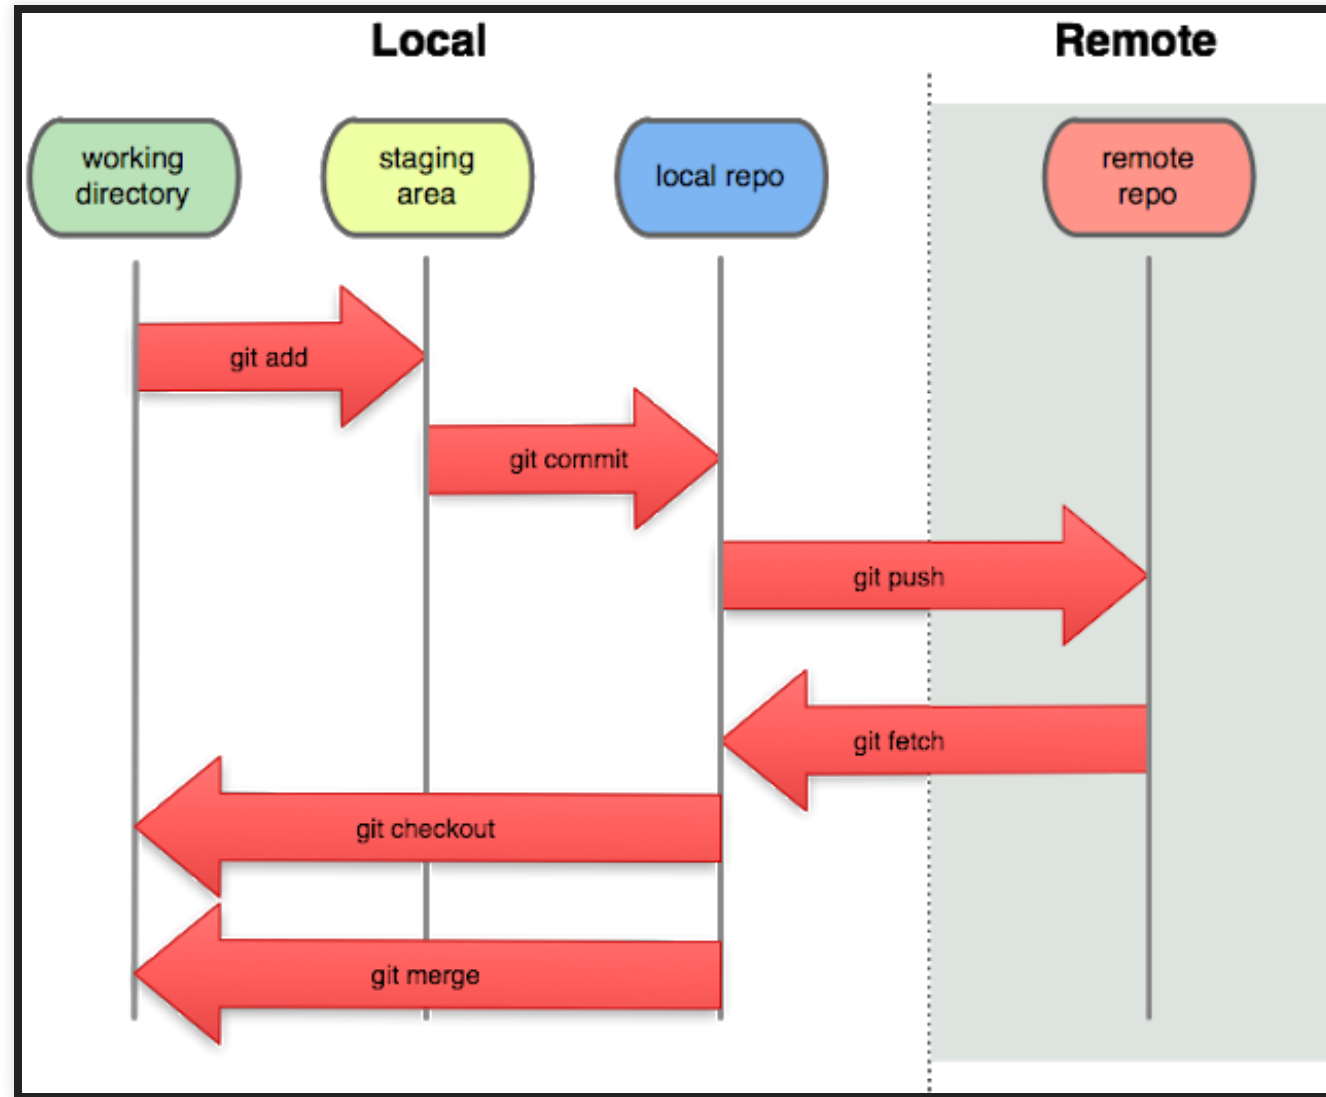 Local
Remote
working
directory
staging
area
local repo
remote
repo
git add
git commit
git push
git fetch
git checkout
git merge